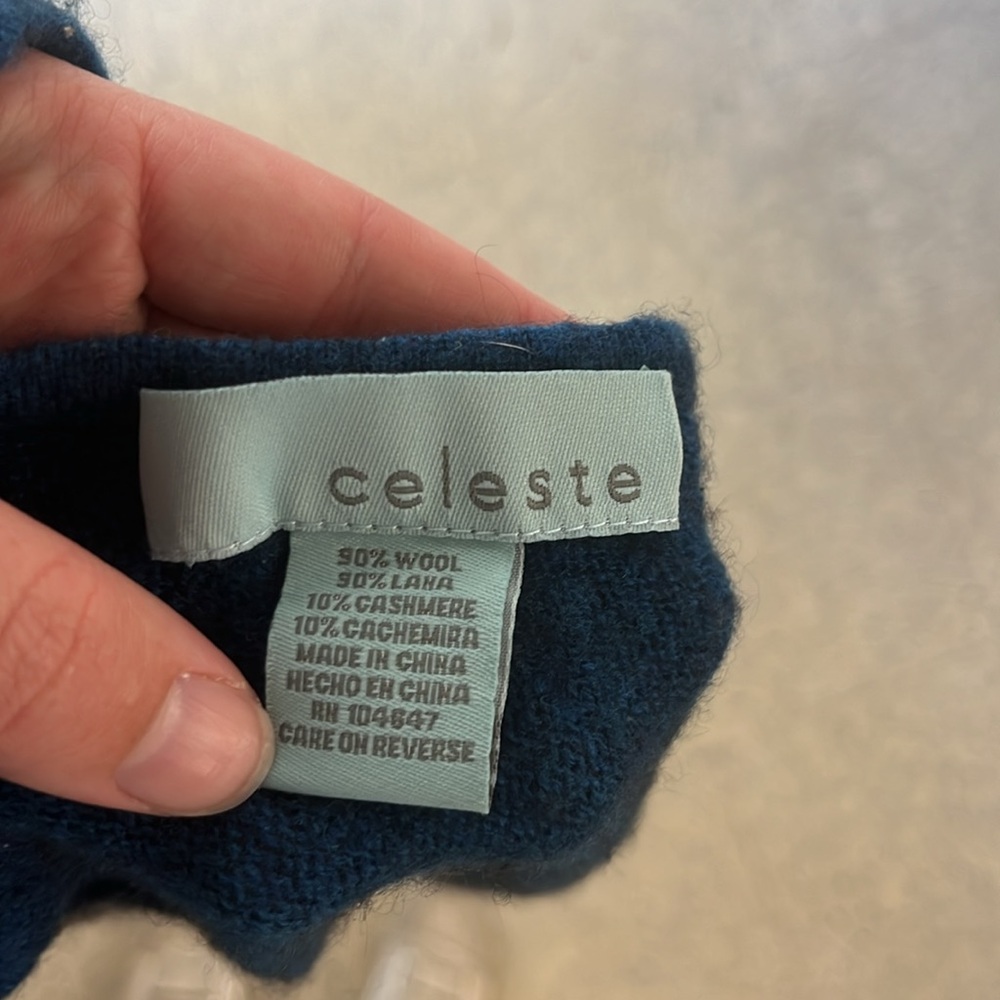 celeste
90% WOOL
90% LANA
10% CASHMERE
10% CACHEMIRA
MADE IN CHINA
HECHO EN CHINA
RN 104647
CARE ON REVERSE